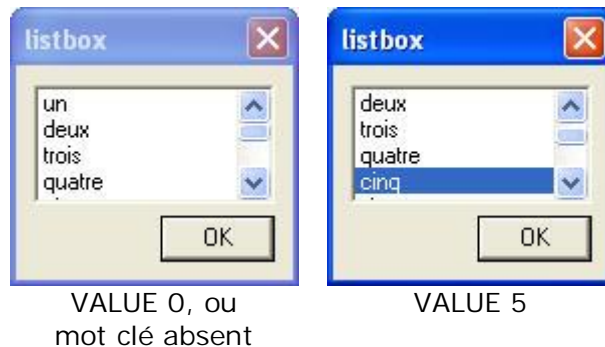 listbox
un
deux
trois
quatre
OK
VALUE 0, ou
mot clé absent
listbox
deux
trois
quatre
cinq
OK
VALUE 5